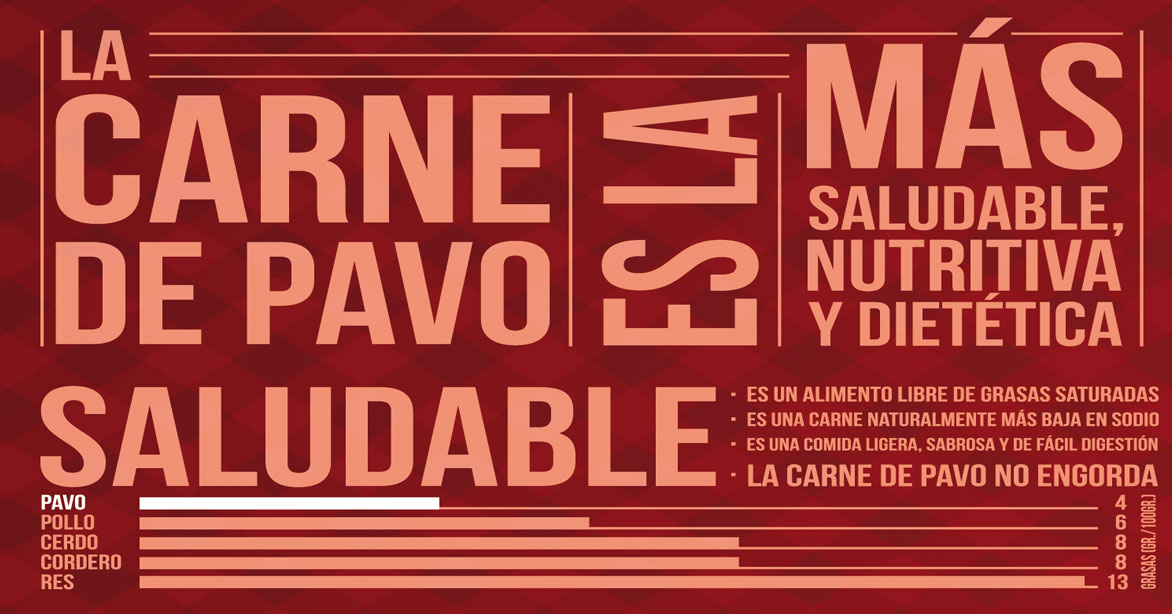 LA
CARNE
DE PAVO
ES LA
MÁS
SALUDABLE,
NUTRITIVA
Y DIETÉTICA
SALUDABLE
· ES UN ALIMENTO LIBRE DE GRASAS SATURADAS
· ES UNA CARNE NATURALMENTE MÁS BAJA EN SODIO
· ES UNA COMIDA LIGERA, SABROSA Y DE FÁCIL DIGESTIÓN
· LA CARNE DE PAVO NO ENGORDA
PAVO 4
POLLO 6
CERDO 8
CORDERO 8
RES 13
GRASAS (GR./100GR.)